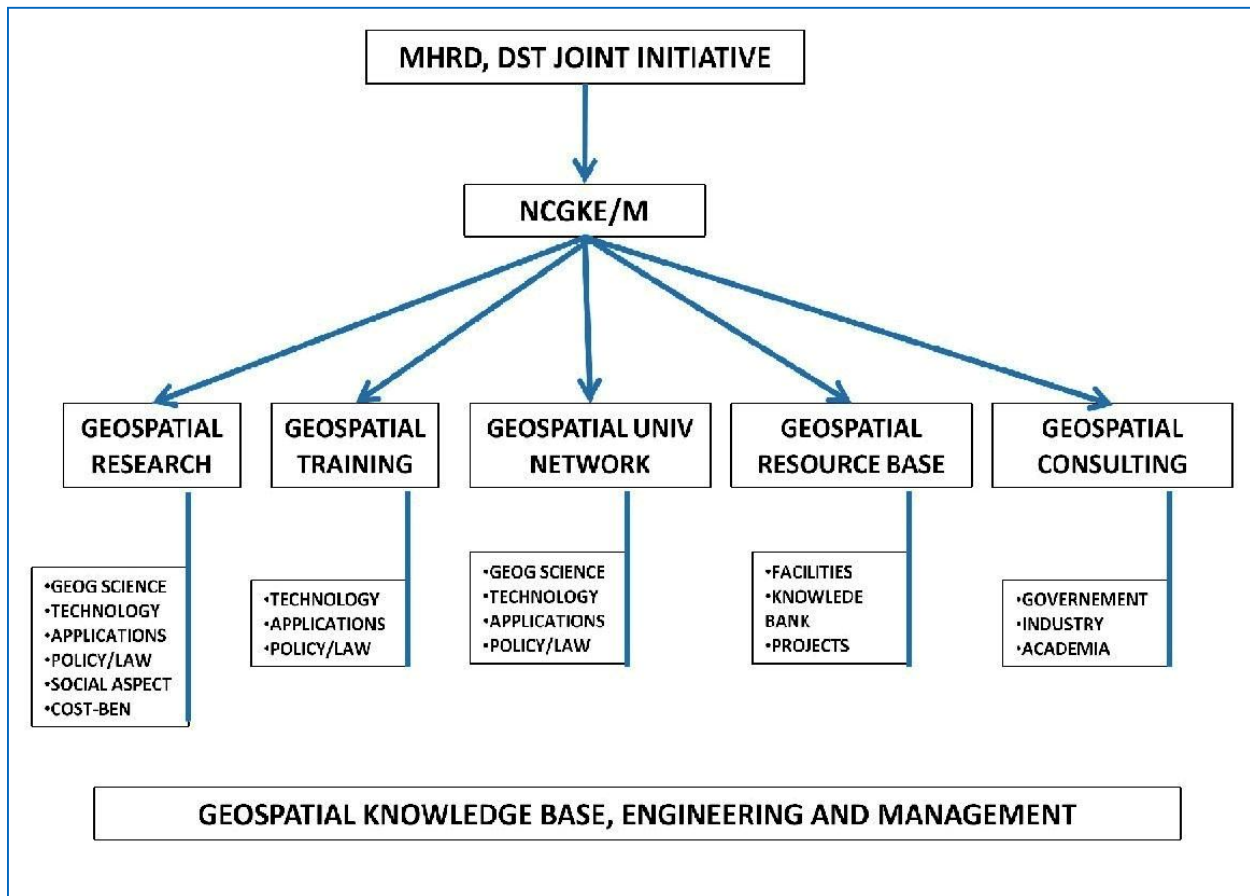 MHRD, DST JOINT INITIATIVE
NCGKE/M
GEOSPATIAL
RESEARCH
GEOSPATIAL
TRAINING
GEOSPATIAL UNIV
NETWORK
GEOSPATIAL
RESOURCE BASE
GEOSPATIAL
CONSULTING
•GEOG SCIENCE
•TECHNOLOGY
•APPLICATIONS
•POLICY/LAW
•SOCIAL ASPECT
•COST-BEN
•TECHNOLOGY
•APPLICATIONS
•POLICY/LAW
•GEOG SCIENCE
•TECHNOLOGY
•APPLICATIONS
•POLICY/LAW
•FACILITIES
•KNOWLEDE
BANK
•PROJECTS
•GOVERNEMENT
•INDUSTRY
•ACADEMIA
GEOSPATIAL KNOWLEDGE BASE, ENGINEERING AND MANAGEMENT